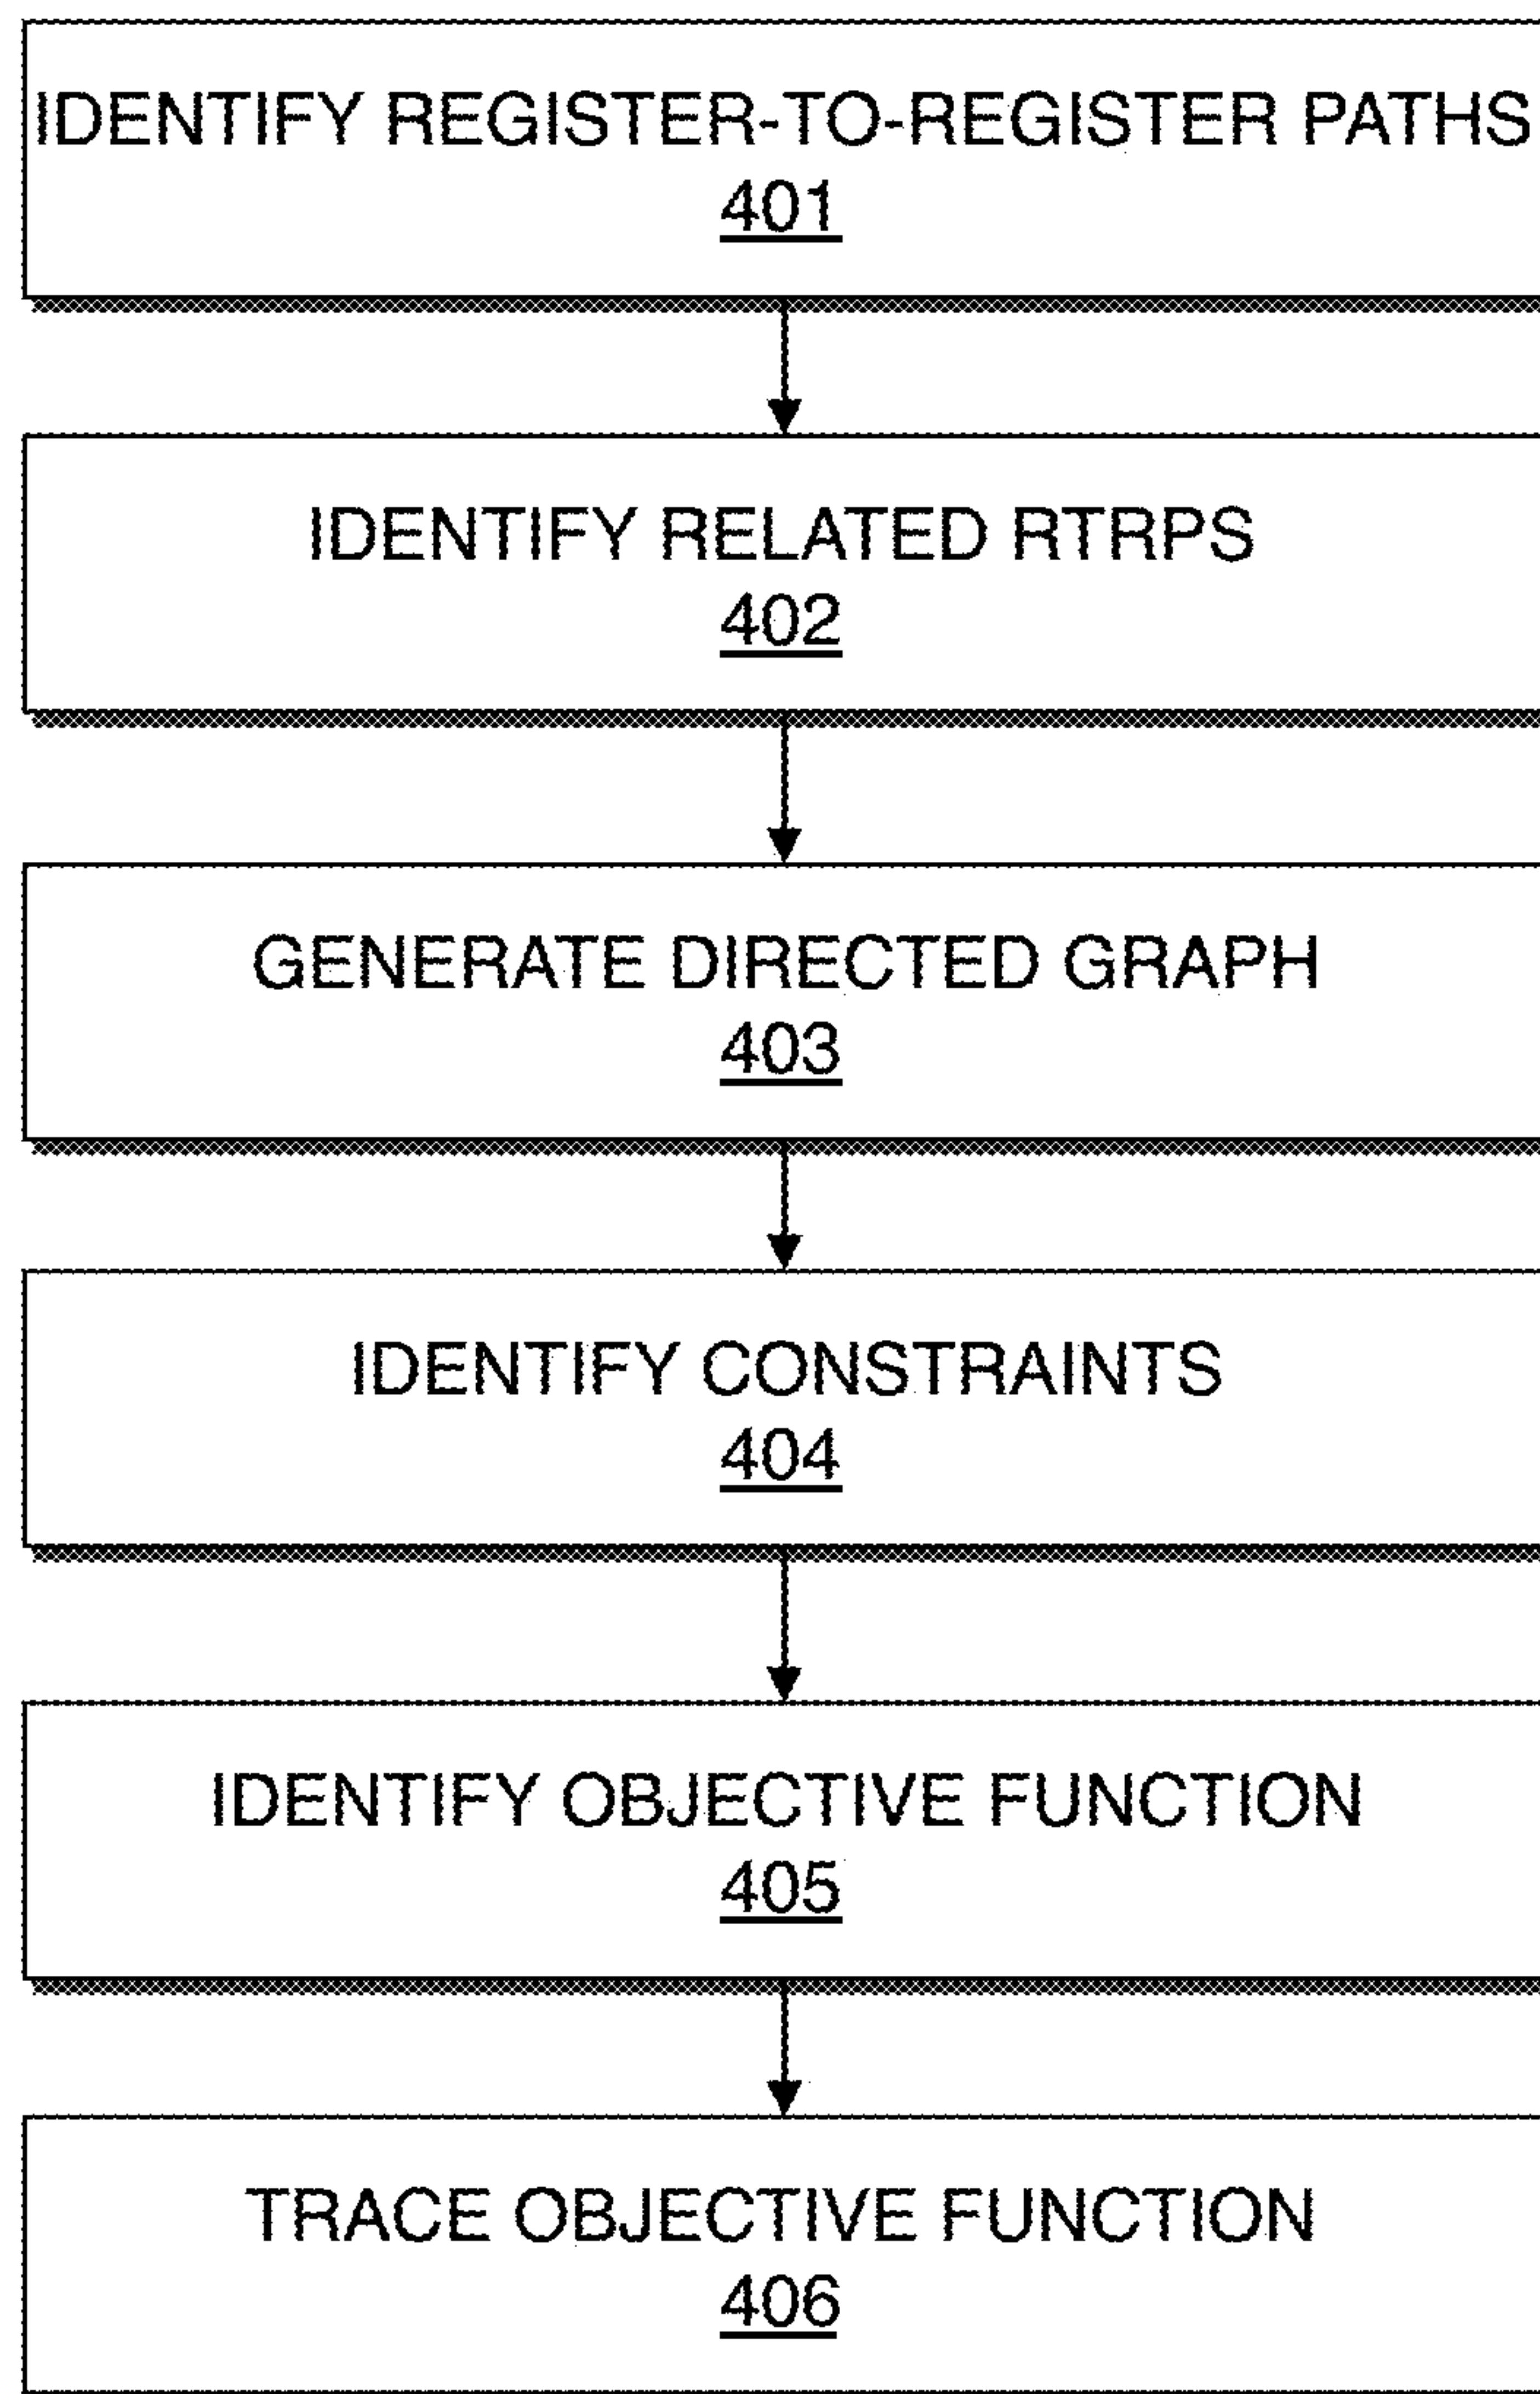 IDENTIFY REGISTER-TO-REGISTER PATHS
401
IDENTIFY RELATED RTRPS
402
GENERATE DIRECTED GRAPH
403
IDENTIFY CONSTRAINTS
404
IDENTIFY OBJECTIVE FUNCTION
405
TRACE OBJECTIVE FUNCTION
406